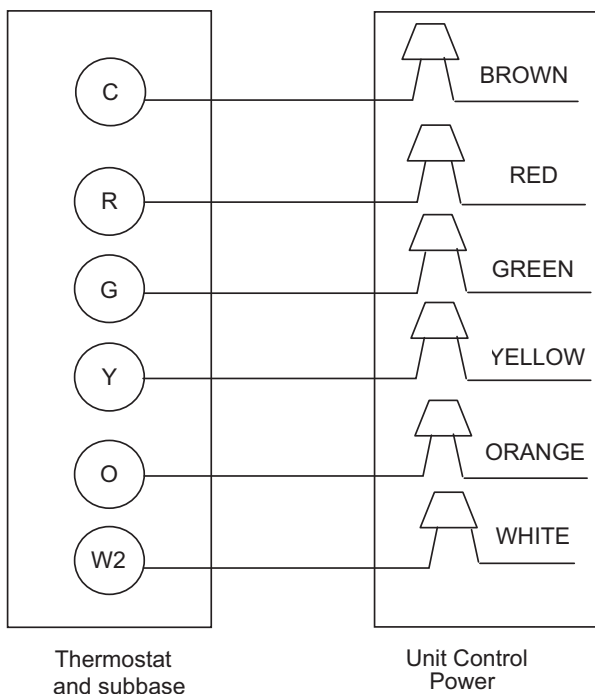 C
BROWN
R
RED
G
GREEN
Y
YELLOW
O
ORANGE
W2
WHITE
Thermostat
and subbase
Unit Control
Power